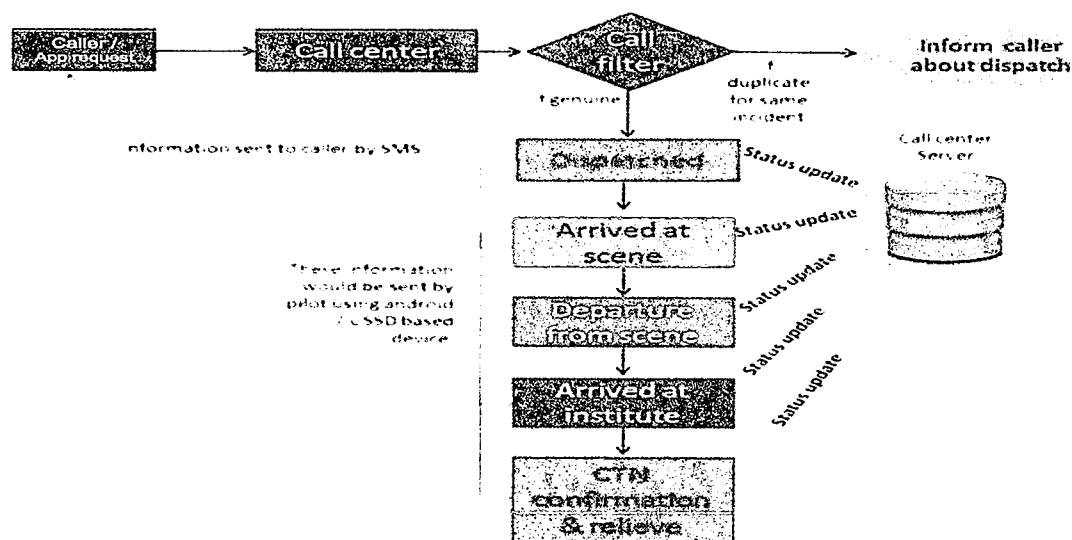 Caller /
App request
Call center
Call
filter
Inform caller
about dispatch
f genuine
f
duplicate
for same
incident
nformation sent to caller by SMS
Dispatched
Status update
Call center
Server
Arrived at
scene
Status update
These information
would be sent by
pilot using android
/ USSD based
device
Departure
from scene
Status update
Arrived at
institute
Status update
CTN
confirmation
& relieve
Status update